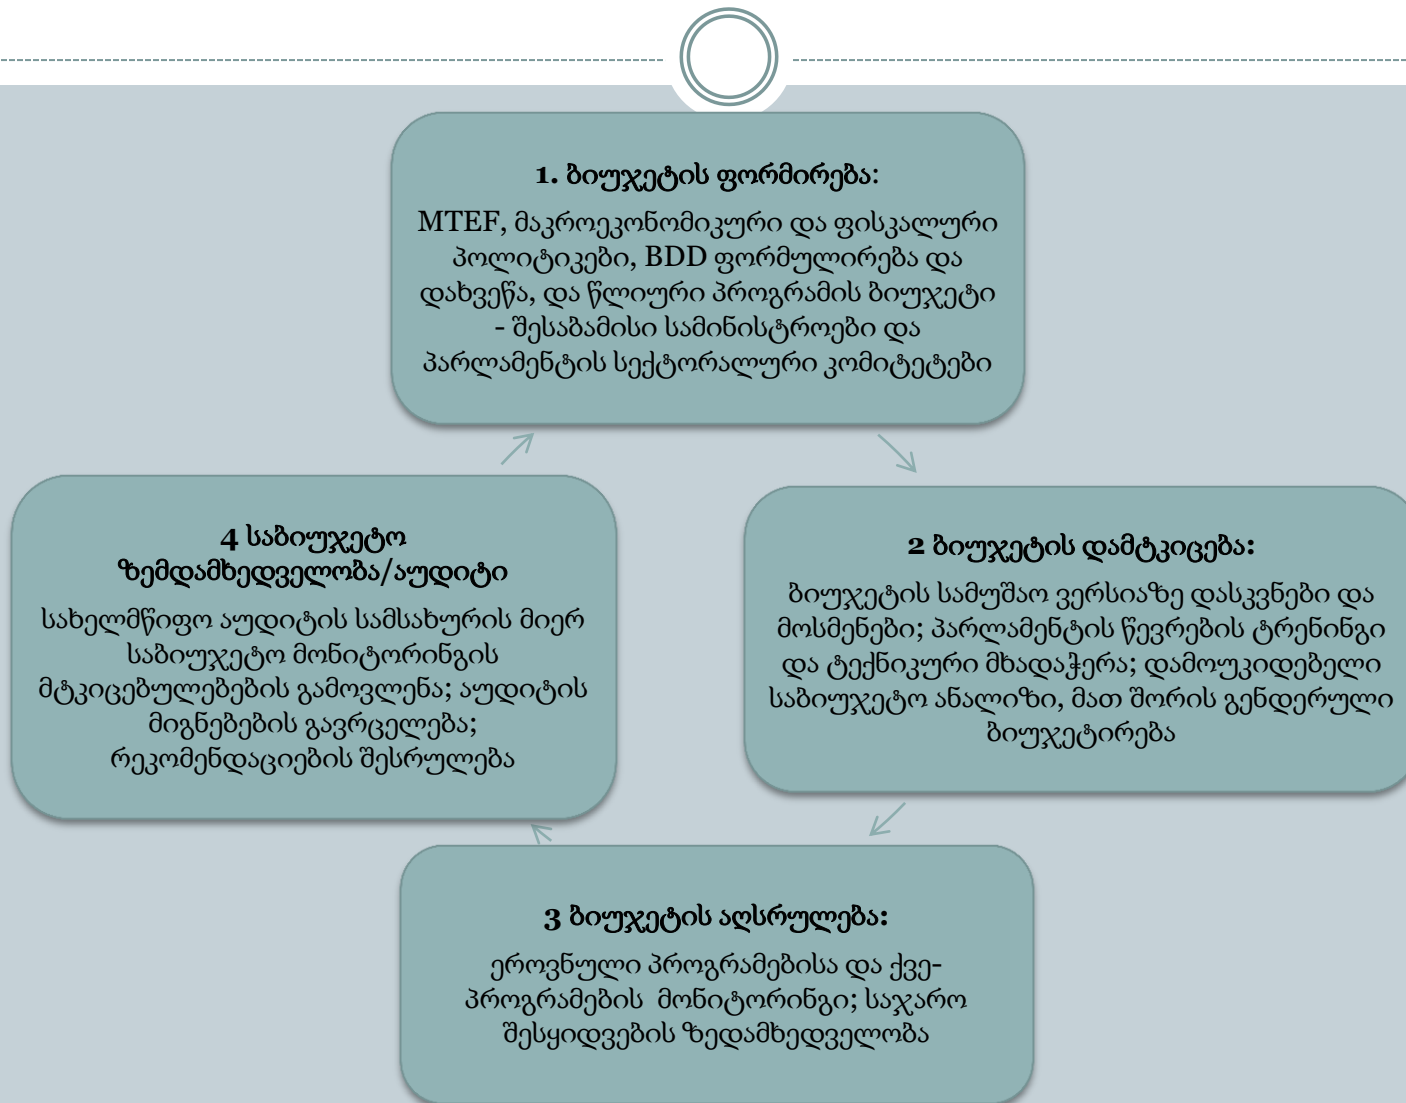 1. ბიუჯეტის ფორმირება:
MTEF, მაკროეკონომიკური და ფისკალური
პოლიტიკები, BDD ფორმულირება და
დახვეწა, და წლიური პროგრამის ბიუჯეტი
- შესაბამისი სამინისტროები და
პარლამენტის სექტორალური კომიტეტები
2 ბიუჯეტის დამტკიცება:
ბიუჯეტის სამუშაო ვერსიაზე დასკვნები და
მოსმენები; პარლამენტის წევრების ტრენინგი
და ტექნიკური მხადაჭერა; დამოუკიდებელი
საბიუჯეტო ანალიზი, მათ შორის გენდერული
ბიუჯეტირება
3 ბიუჯეტის აღსრულება:
ეროვნული პროგრამებისა და ქვე-
პროგრამების მონიტორინგი; საჯარო
შესყიდვების ზედამხედველობა
4 საბიუჯეტო
ზემდამხედველობა/აუდიტი
სახელმწიფო აუდიტის სამსახურის მიერ
საბიუჯეტო მონიტორინგის
მტკიცებულებების გამოვლენა; აუდიტის
მიგნებების გავრცელება;
რეკომენდაციების შესრულება